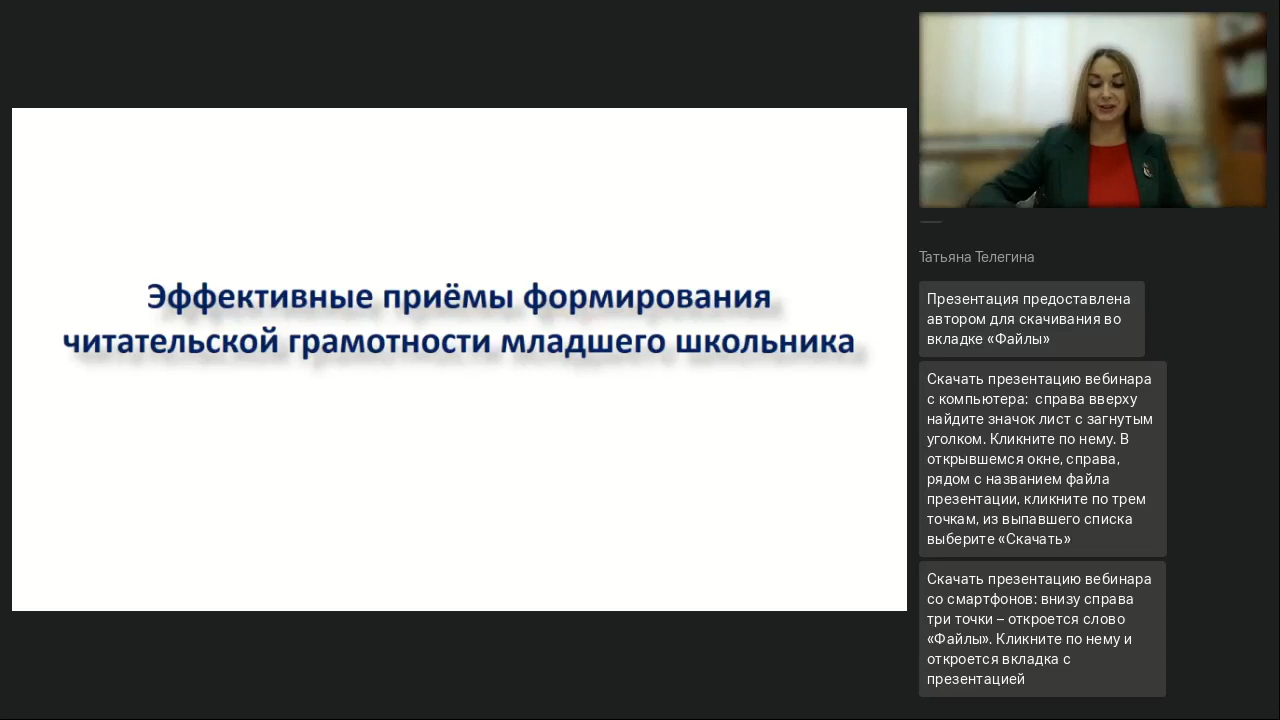 Эффективные приёмы формирования
читательской грамотности младшего школьника
Татьяна Телегина
Презентация предоставлена
автором для скачивания во
вкладке «Файлы»
Скачать презентацию вебинара
с компьютера:  справа вверху
найдите значок лист с загнутым
уголком. Кликните по нему. В
открывшемся окне, справа,
рядом с названием файла
презентации, кликните по трем
точкам, из выпавшего списка
выберите «Скачать»
Скачать презентацию вебинара
со смартфонов: внизу справа
три точки – откроется слово
«Файлы». Кликните по нему и
откроется вкладка с
презентацией